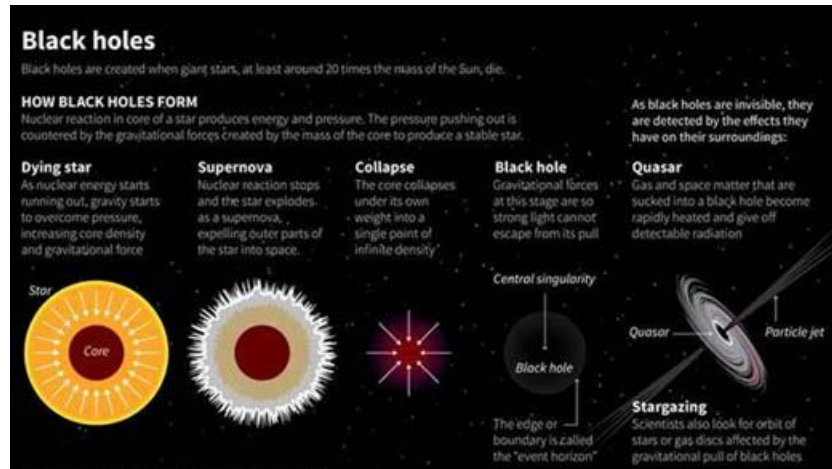 Black holes
Black holes are created when giant stars, at least around 20 times the mass of the Sun, die.
HOW BLACK HOLES FORM
Nuclear reaction in core of a star produces energy and pressure. The pressure pushing out is
countered by the gravitational forces created by the mass of the core to produce a stable star.
As black holes are invisible, they
are detected by the effects they
have on their surroundings:
Dying star
As nuclear energy starts
running out, gravity starts
to overcome pressure,
increasing core density
and gravitational force
Supernova
Nuclear reaction stops
and the star explodes
as a supernova,
expelling outer parts of
the star into space.
Collapse
The core collapses
under its own
weight into a
single point of
infinite density
Black hole
Gravitational forces
at this stage are so
strong light cannot
escape from its pull
Quasar
Gas and space matter that are
sucked into a black hole become
rapidly heated and give off
detectable radiation
Star
Core
Central singularity
Black hole
The edge or
boundary is called
the "event horizon"
Quasar
Particle jet
Stargazing
Scientists also look for orbit of
stars or gas discs affected by the
gravitational pull of black holes